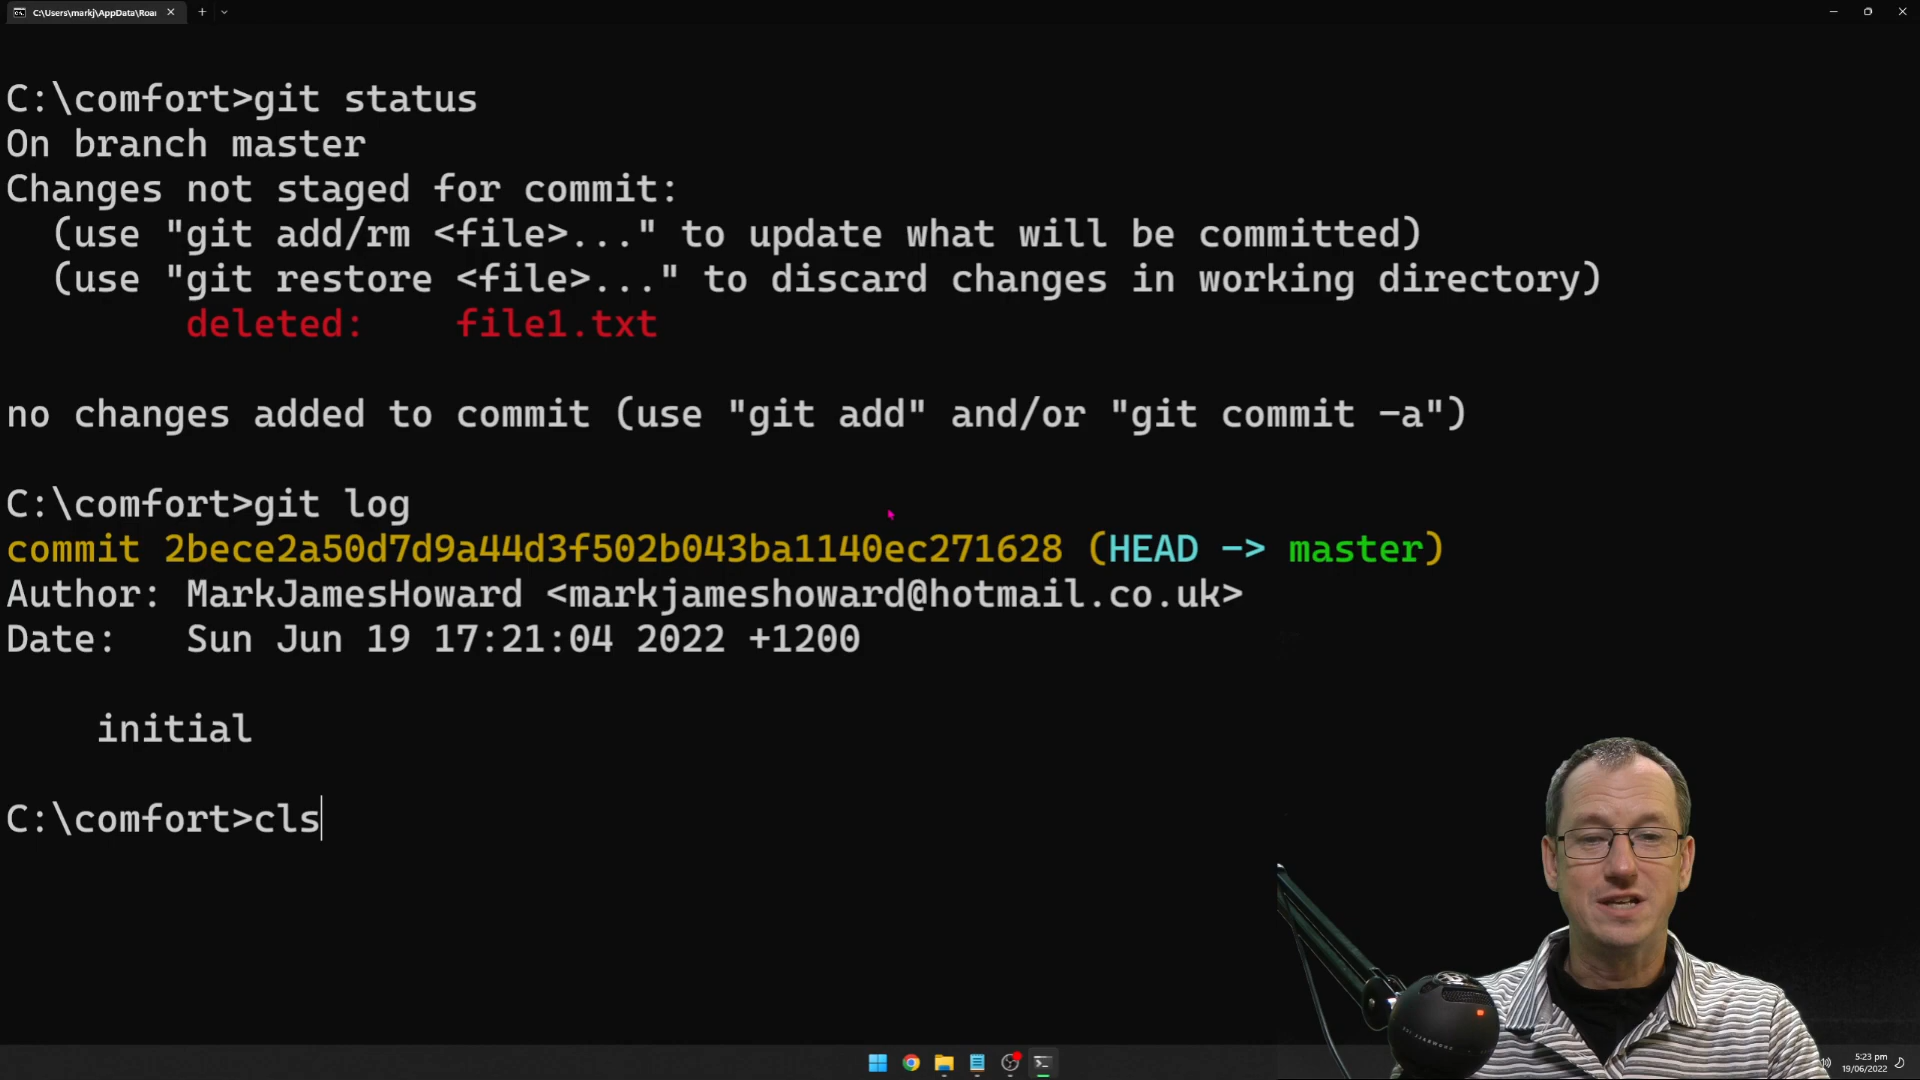 C:\Users\markj\AppData\Roar
C:\comfort>git status
On branch master
Changes not staged for commit:
(use "git add/rm <file>..." to update what will be committed)
(use "git restore <file>..." to discard changes in working directory)
deleted:    file1.txt
no changes added to commit (use "git add" and/or "git commit -a")
C:\comfort>git log
commit 2bece2a50d7d9a44d3f502b043ba1140ec271628 (HEAD -> master)
Author: MarkJamesHoward <markjameshoward@hotmail.co.uk>
Date:   Sun Jun 19 17:21:04 2022 +1200
initial
C:\comfort>cls
5:23 pm
19/06/2022